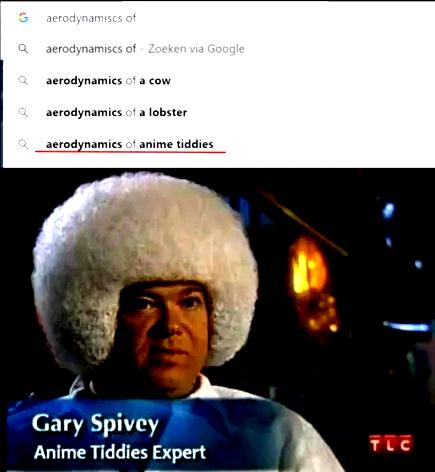 aerodynamiscs of
aerodynamiscs of - Zoeken via Google
aerodynamics of a cow
aerodynamics of a lobster
aerodynamics of anime tiddies
Gary Spivey
Anime Tiddies Expert
TLC